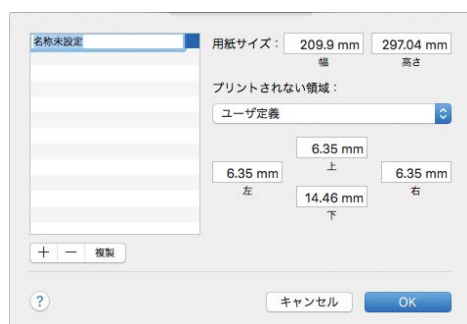 名称未設定
用紙サイズ： 209.9 mm 297.04 mm
幅 高さ
プリントされない領域：
ユーザ定義
6.35 mm
上
6.35 mm 6.35 mm
左 右
14.46 mm
下
＋ － 複製
? キャンセル OK